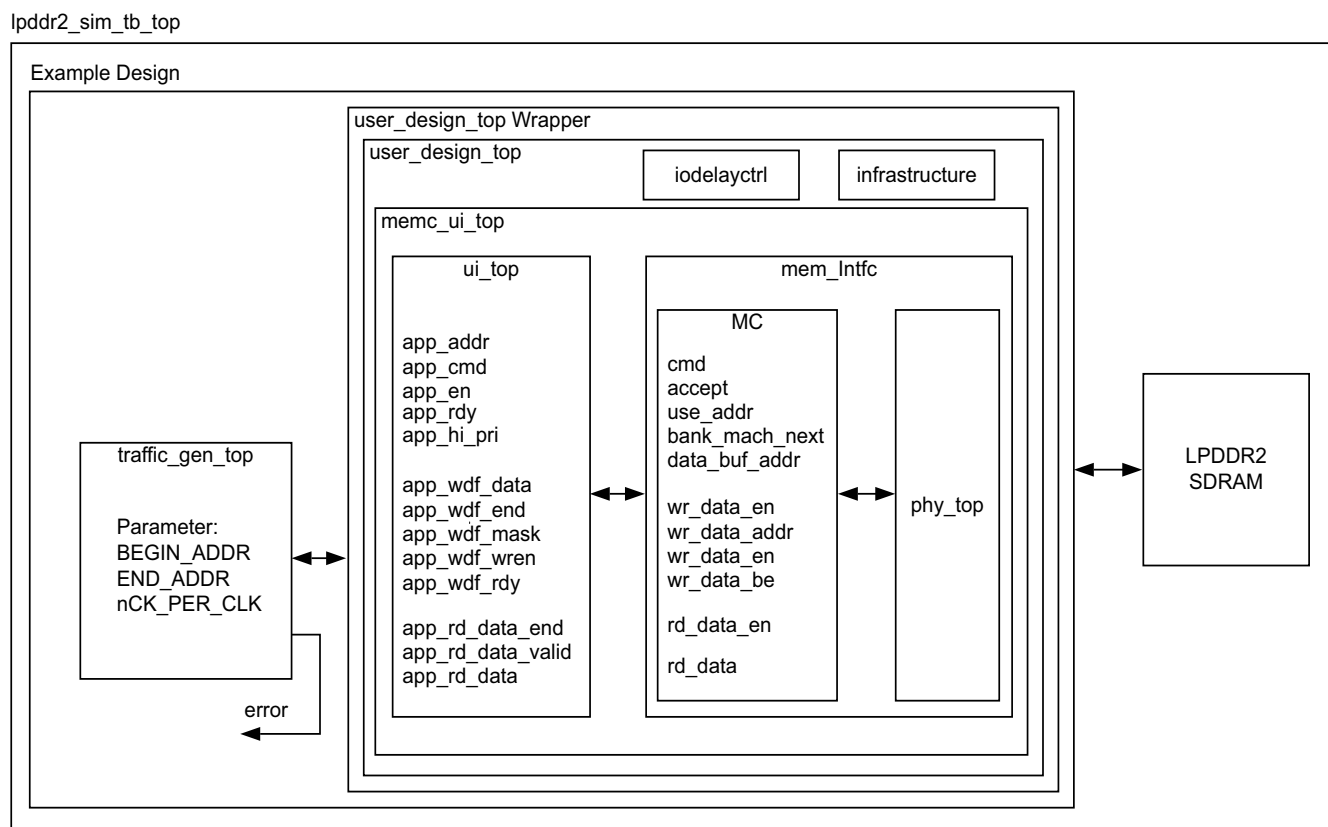 lpddr2_sim_tb_top
Example Design
user_design_top Wrapper
user_design_top
iodelayctrl
infrastructure
memc_ui_top
ui_top
app_addr
app_cmd
app_en
app_rdy
app_hi_pri
app_wdf_data
app_wdf_end
app_wdf_mask
app_wdf_wren
app_wdf_rdy
app_rd_data_end
app_rd_data_valid
app_rd_data
mem_Intfc
MC
cmd
accept
use_addr
bank_mach_next
data_buf_addr
wr_data_en
wr_data_addr
wr_data_en
wr_data_be
rd_data_en
rd_data
phy_top
traffic_gen_top
Parameter:
BEGIN_ADDR
END_ADDR
nCK_PER_CLK
error
LPDDR2
SDRAM